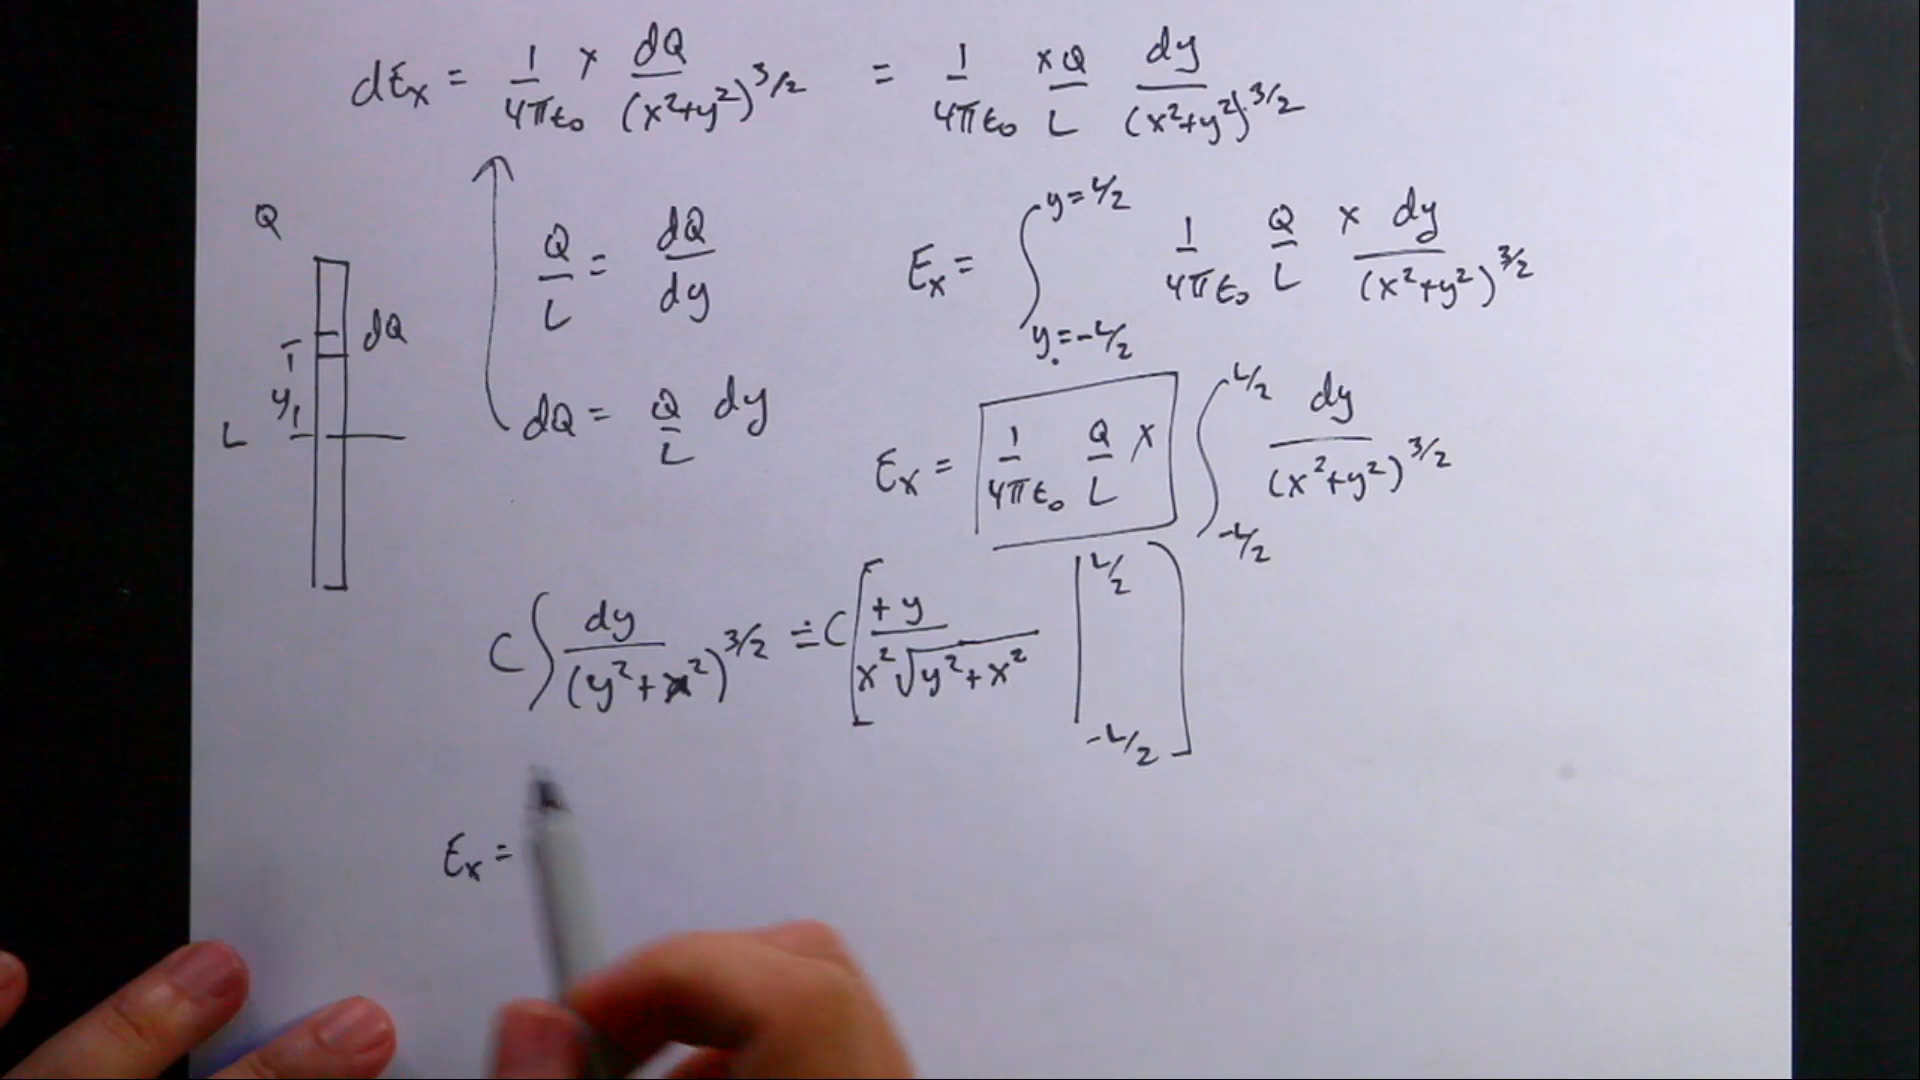 dEx = 1/4πε₀ x dQ/(x²+y²)^3/2 = 1/4πε₀ xQ/L dy/(x²+y²)^3/2
Q
dQ
y₁
L
Q/L = dQ/dy
dQ = Q/L dy
Ex = ∫_{y=-L/2}^{y=L/2} 1/4πε₀ Q/L x dy/(x²+y²)^3/2
Ex = 1/4πε₀ Q/L x ∫_{-L/2}^{L/2} dy/(x²+y²)^3/2
C∫ dy/(y²+x²)^3/2 = C[ +y/x²√y²+x² |_{-L/2}^{L/2} ]
Ex =